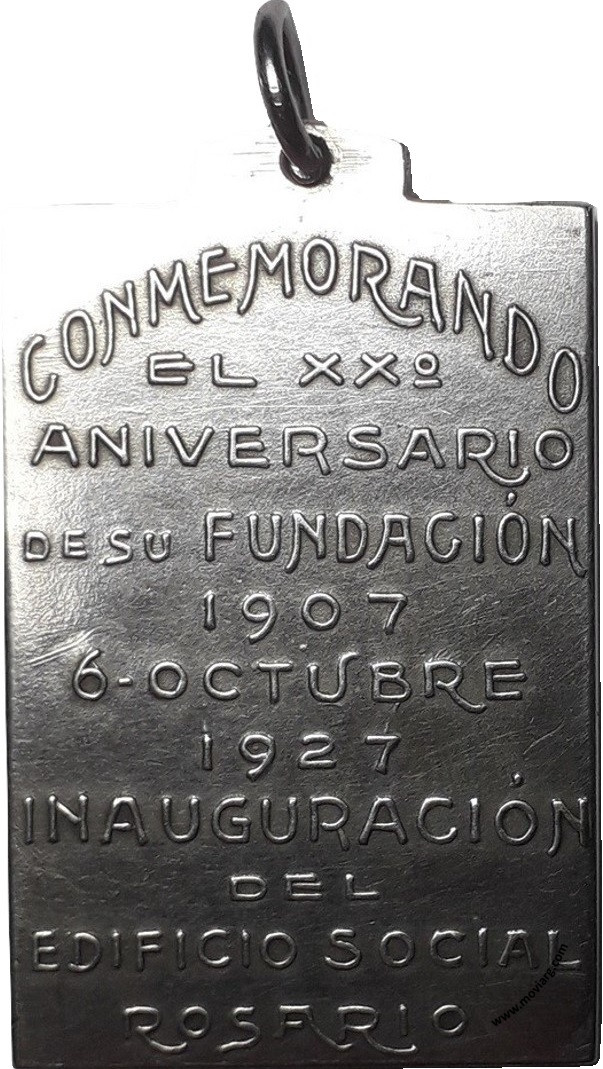 CONMEMORANDO
EL XXº
ANIVERSARIO
DE SU FUNDACIÓN
1907
6-OCTUBRE
1927
INAUGURACIÓN
DEL
EDIFICIO SOCIAL
ROSARIO
www.moviarg.com